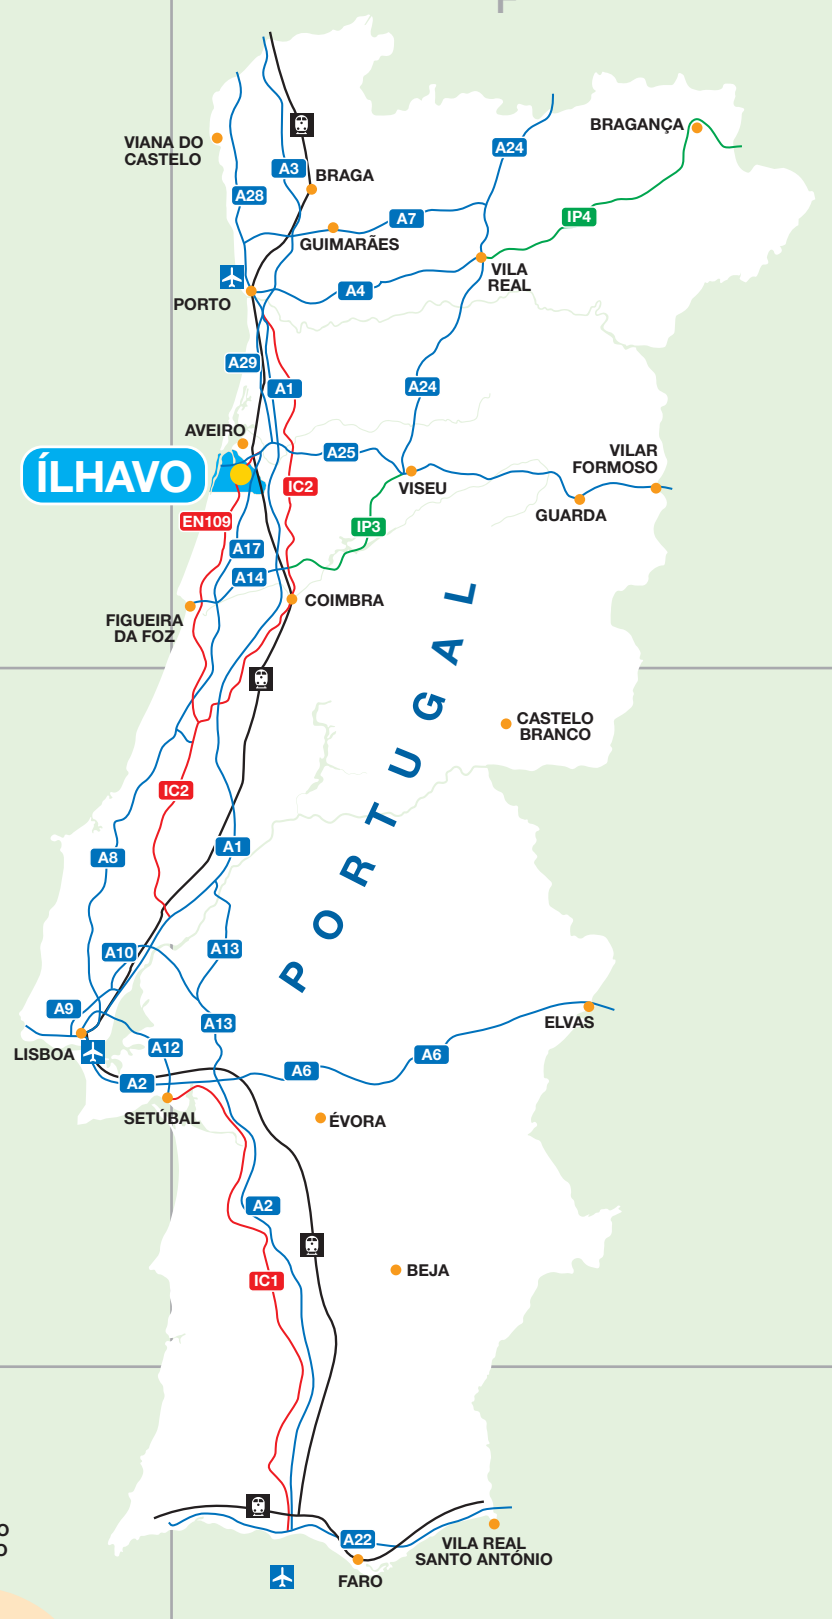 A24
BRAGANÇA
VIANA DO
CASTELO
A3
BRAGA
A28
A7
IP4
GUIMARÃES
VILA
REAL
A4
PORTO
A29
A1
A24
AVEIRO
A25
VILAR
FORMOSO
ÍLHAVO
IC2
VISEU
GUARDA
EN109
IP3
A17
A14
COIMBRA
FIGUEIRA
DA FOZ
PORTUGAL
CASTELO
BRANCO
IC2
A1
A8
A10
A13
A9
A13
ELVAS
LISBOA
A12
A6
A6
A2
SETÚBAL
ÉVORA
A2
BEJA
IC1
O
O
A22
VILA REAL
SANTO ANTÓNIO
FARO